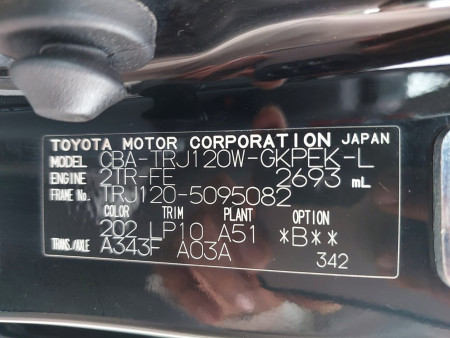 TOYOTA MOTOR CORPORATION JAPAN
MODEL CBA-TRJ120W-GKPEK-L
ENGINE 2TR-FE 2693 mL
FRAME No. TRJ120-5095082
COLOR TRIM PLANT OPTION
202 LP10 A51 *B**
TRANS./AXLE A343F A03A 342